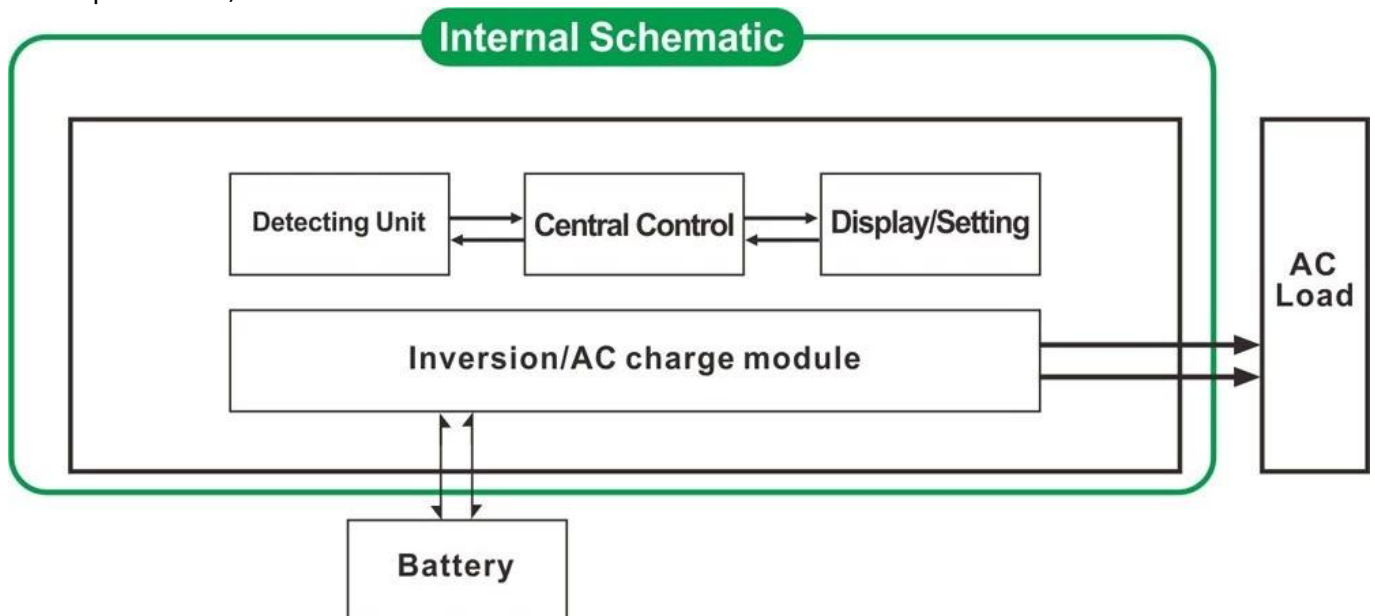 Internal Schematic
Detecting Unit
Central Control
Display/Setting
AC
Load
Inversion/AC charge module
Battery